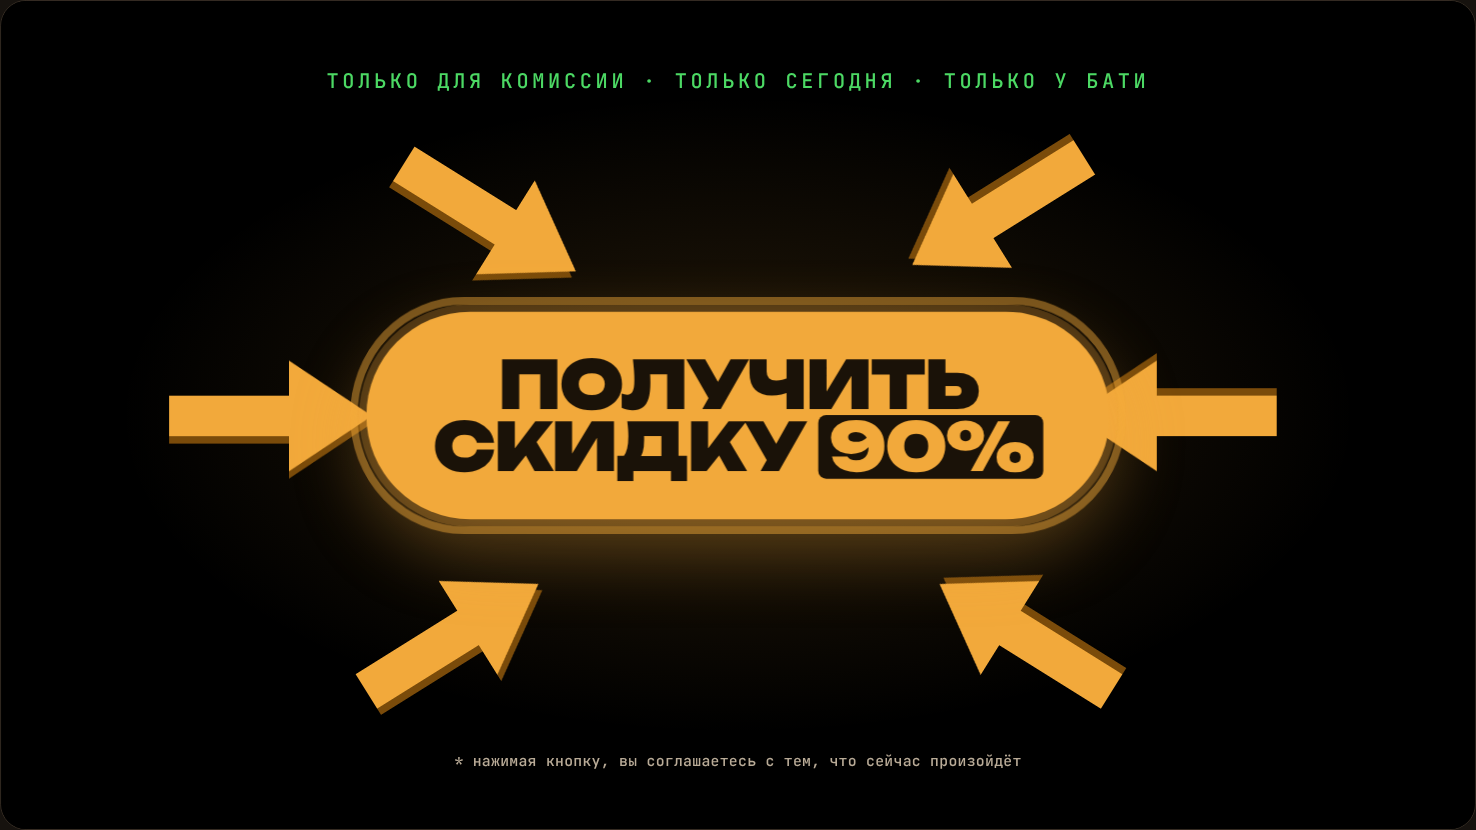 ТОЛЬКО ДЛЯ КОМИССИИ · ТОЛЬКО СЕГОДНЯ · ТОЛЬКО У БАТИ
ПОЛУЧИТЬ
СКИДКУ 90%
* нажимая кнопку, вы соглашаетесь с тем, что сейчас произойдёт